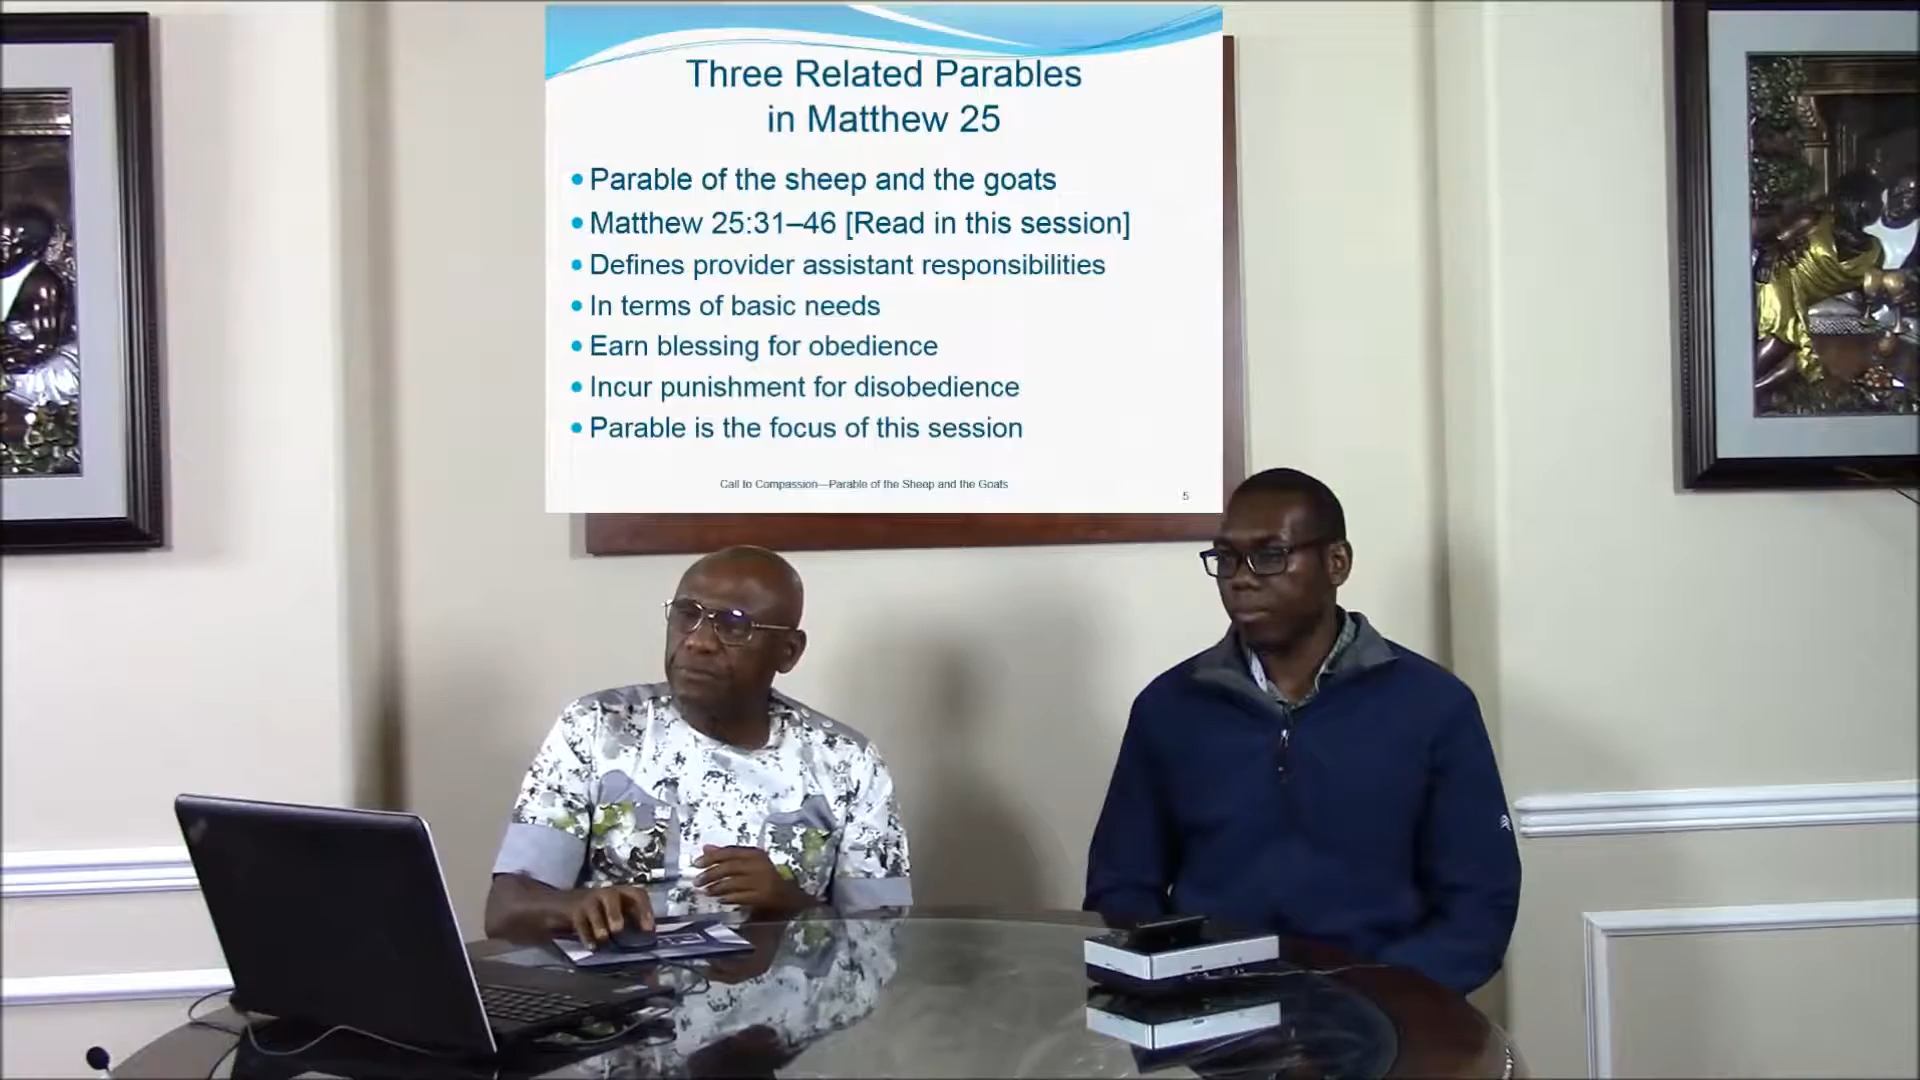 Three Related Parables
in Matthew 25
Parable of the sheep and the goats
Matthew 25:31–46 [Read in this session]
Defines provider assistant responsibilities
In terms of basic needs
Earn blessing for obedience
Incur punishment for disobedience
Parable is the focus of this session
Call to Compassion—Parable of the Sheep and the Goats
5